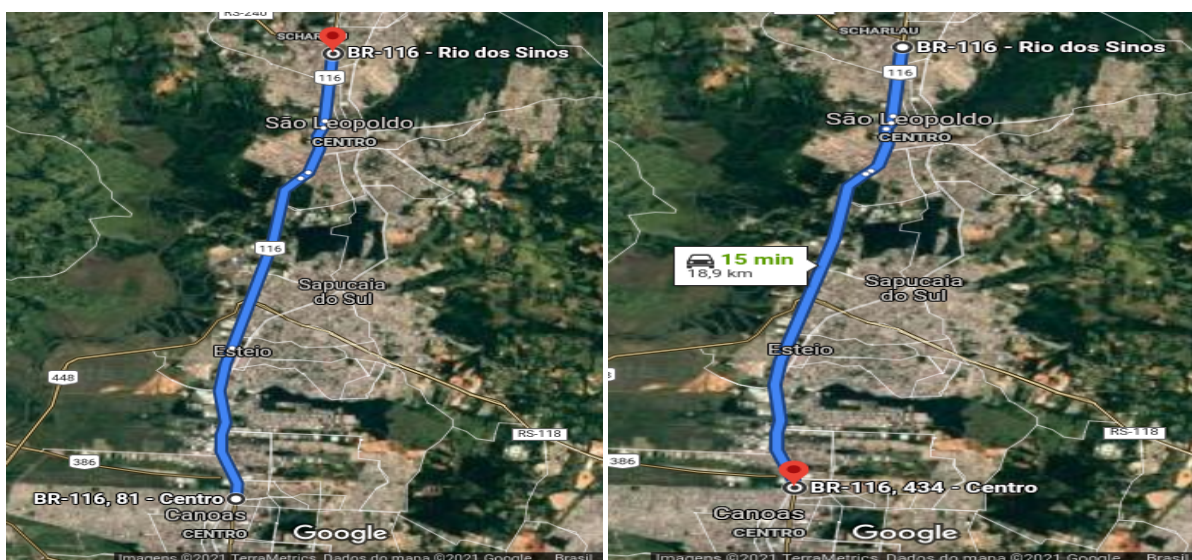 RS-240
SCHARLAU
BR-116 - Rio dos Sinos
116
São Leopoldo
CENTRO
116
Sapucaia
do Sul
Esteio
448
RS-118
386
BR-116, 81 - Centro
Canoas
CENTRO
Google
Imagens ©2021 TerraMetrics, Dados do mapa ©2021 Google
Brasil
SCHARLAU
BR-116 - Rio dos Sinos
116
São Leopoldo
CENTRO
15 min
18,9 km
Sapucaia
do Sul
Esteio
RS-118
386
BR-116, 434 - Centro
Canoas
CENTRO
Google
Imagens ©2021 TerraMetrics, Dados do mapa ©2021 Google
Brasil